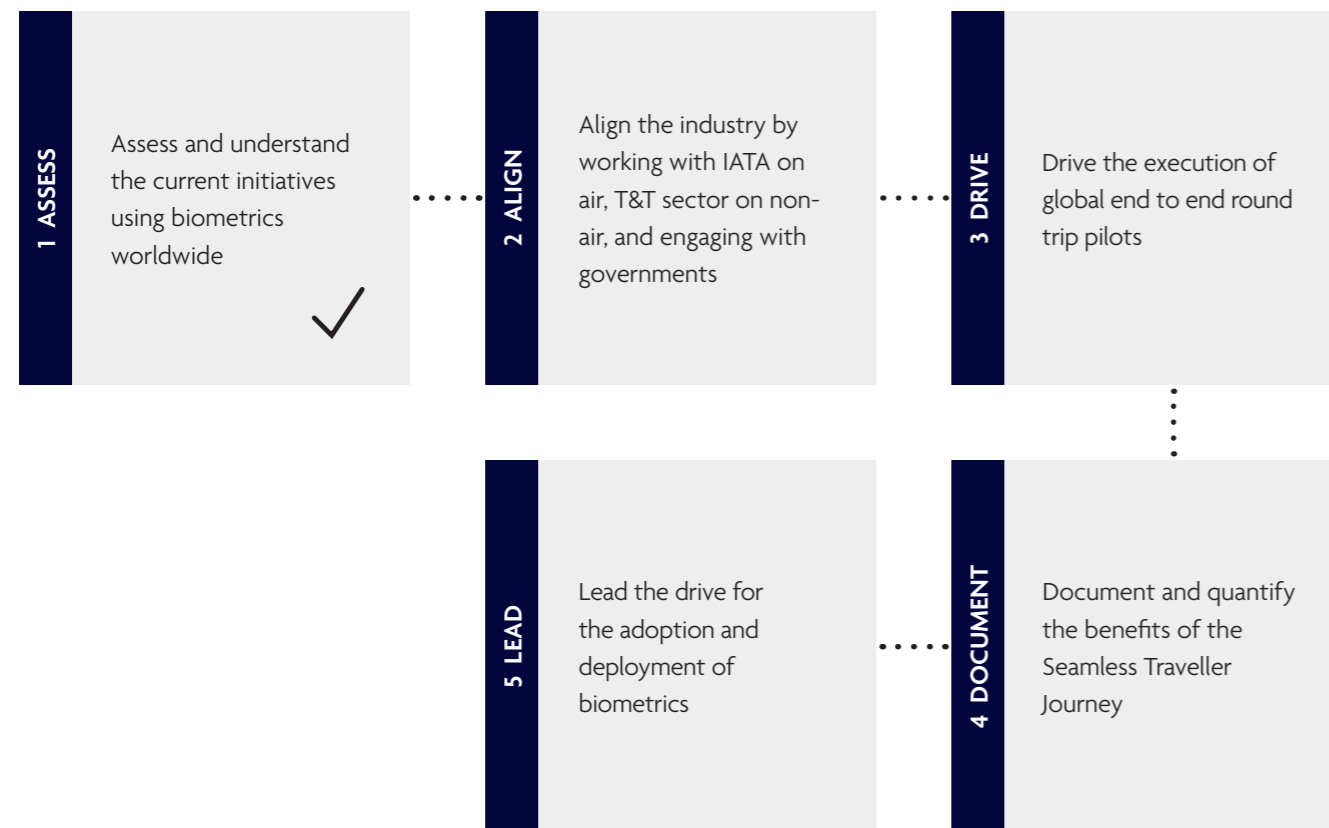 1 ASSESS
Assess and understand
the current initiatives
using biometrics
worldwide
2 ALIGN
Align the industry by
working with IATA on
air, T&T sector on non-
air, and engaging with
governments
3 DRIVE
Drive the execution of
global end to end round
trip pilots
4 DOCUMENT
Document and quantify
the benefits of the
Seamless Traveller
Journey
5 LEAD
Lead the drive for
the adoption and
deployment of
biometrics